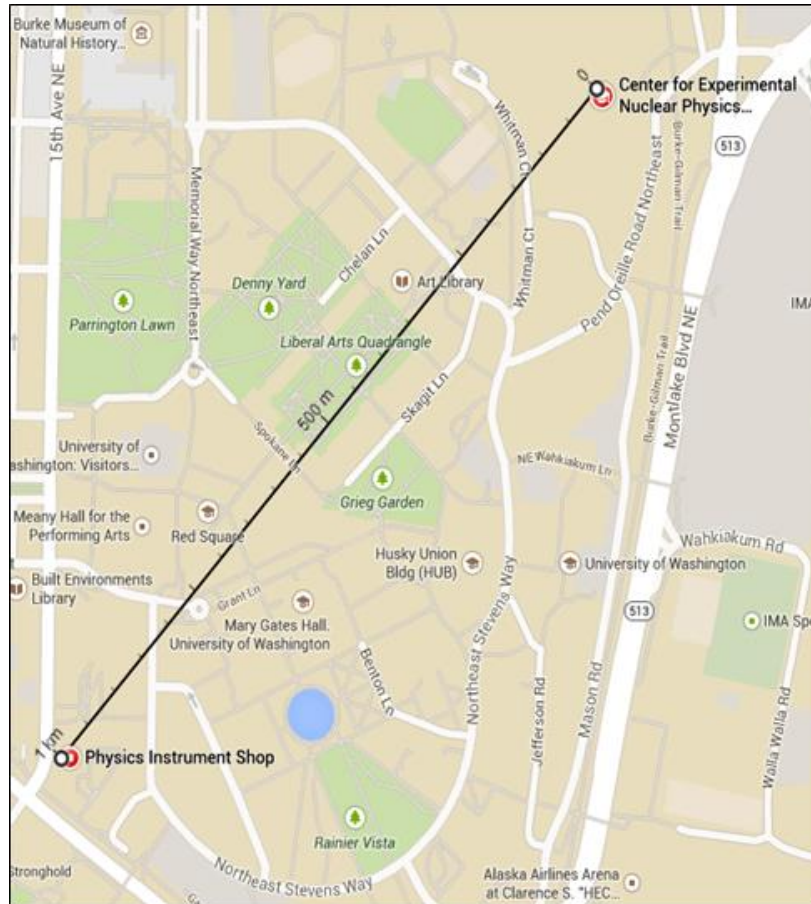 Burke Museum of
Natural History...
15th Ave NE
Memorial Way Northeast
Whitman Ct
0
Center for Experimental
Nuclear Physics...
513
Burke-Gilman Trail
Chelan Ln
Denny Yard
Art Library
Whitman Ct
Pend Oreille Road Northeast
IMA
Parrington Lawn
Liberal Arts Quadrangle
500 m
Skagit Ln
Burke-Gilman Trail
Montlake Blvd NE
University of
ashington: Visitors...
Spokane Ln
NE Wahkiakum Ln
Grieg Garden
Meany Hall for the
Performing Arts
Red Square
Husky Union
Bldg (HUB)
University of Washington
Wahkiakum Rd
Built Environments
Library
Grant Ln
Mary Gates Hall.
University of Washington
513
IMA Spo
Benton Ln
Northeast Stevens Way
Jefferson Rd
Mason Rd
Walla Walla Rd
1 km
Physics Instrument Shop
Rainier Vista
Stronghold
Northeast Stevens Way
Alaska Airlines Arena
at Clarence S. "HEC...